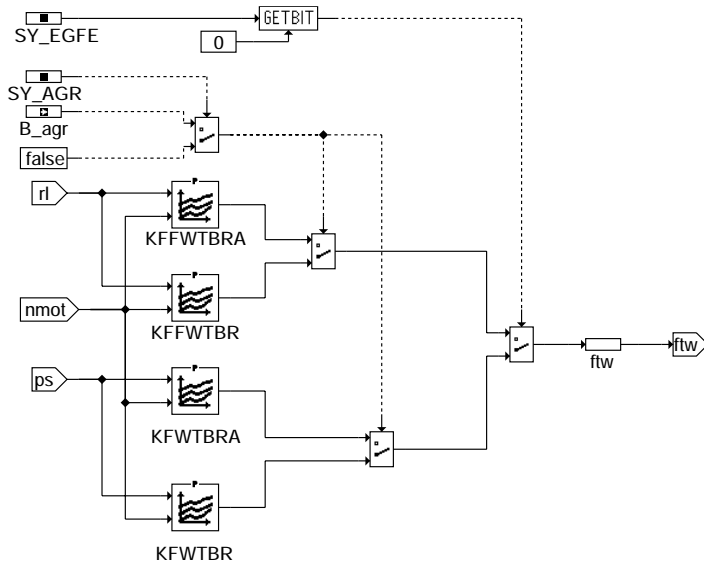 SY_EGFE
GETBIT
0
SY_AGR
B_agr
false
rl
P
KFFWTBRA
P
KFFWTBR
nmot
ftw
ftw
ps
P
KFWTBRA
P
KFWTBR